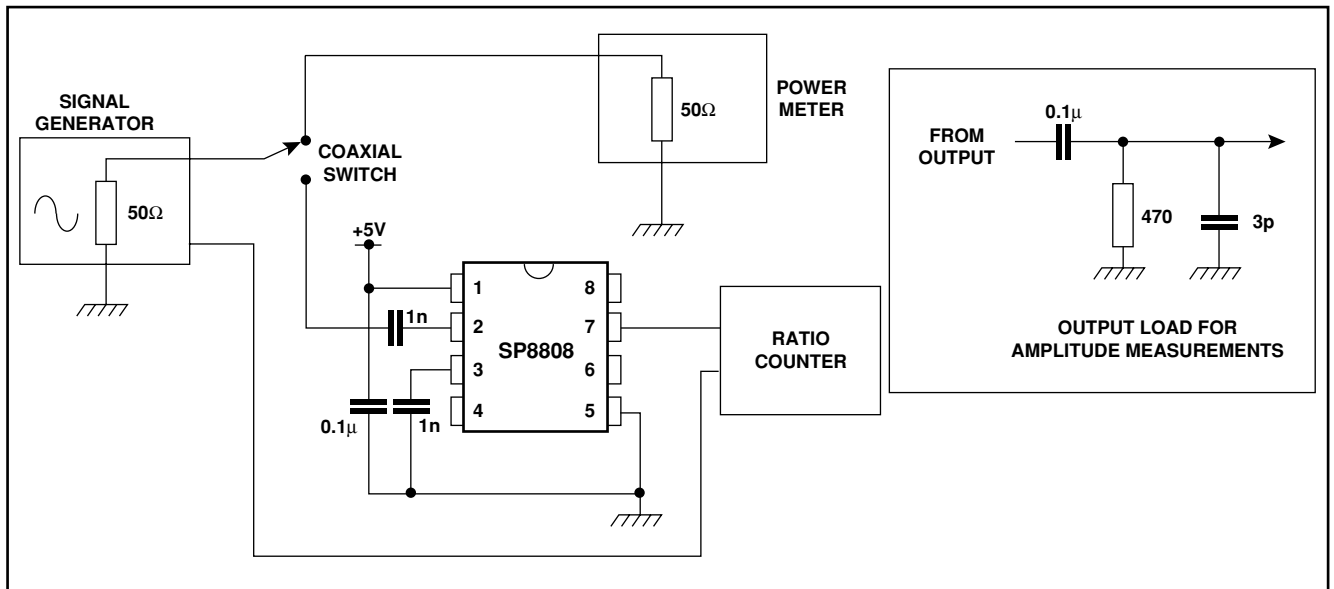 SIGNAL
GENERATOR
50Ω
COAXIAL
SWITCH
50Ω
POWER
METER
+5V
1n
0.1μ
1n
1
2
3
4
SP8808
8
7
6
5
RATIO
COUNTER
FROM
OUTPUT
0.1μ
470
3p
OUTPUT LOAD FOR
AMPLITUDE MEASUREMENTS